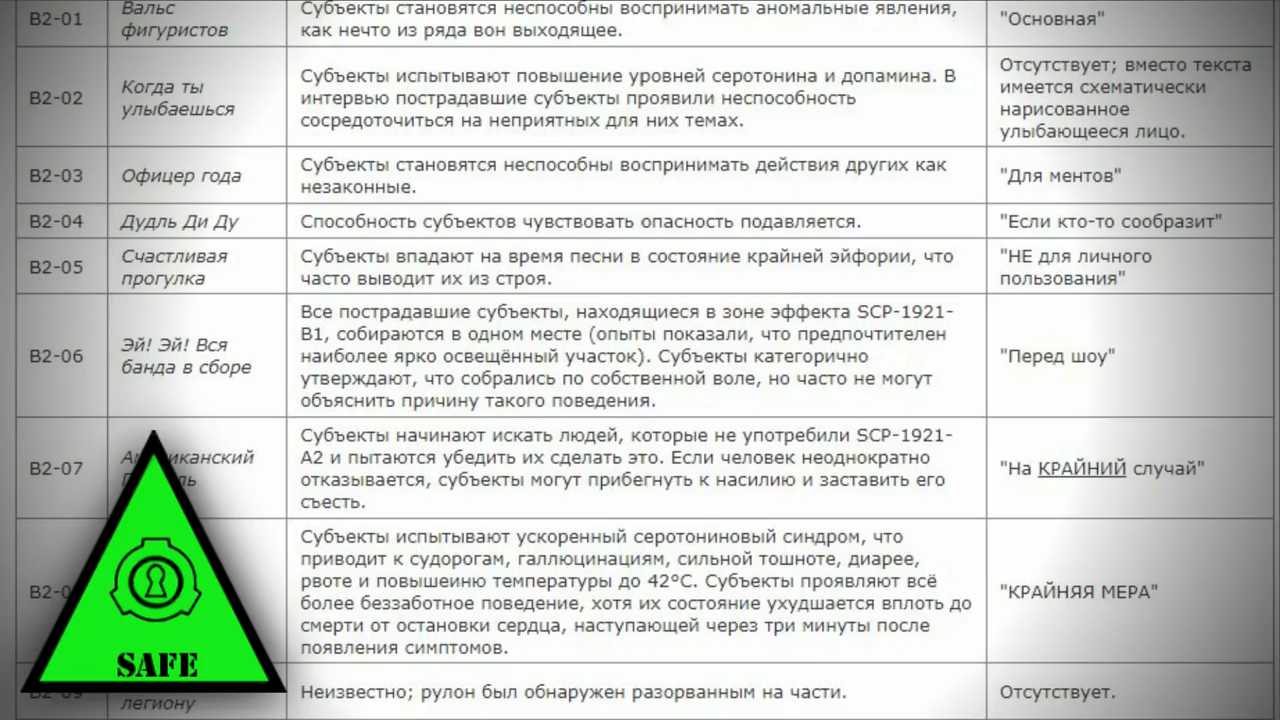 B2-01
Вальс
фигуристов
Субъекты становятся неспособны воспринимать аномальные явления,
как нечто из ряда вон выходящее.
"Основная"
B2-02
Когда ты
улыбаешься
Субъекты испытывают повышение уровней серотонина и допамина. В
интервью пострадавшие субъекты проявили неспособность
сосредоточиться на неприятных для них темах.
Отсутствует; вместо текста
имеется схематически
нарисованное
улыбающееся лицо.
B2-03
Офицер года
Субъекты становятся неспособны воспринимать действия других как
незаконные.
"Для ментов"
B2-04
Дудль Ди Ду
Способность субъектов чувствовать опасность подавляется.
"Если кто-то сообразит"
B2-05
Счастливая
прогулка
Субъекты впадают на время песни в состояние крайней эйфории, что
часто выводит их из строя.
"НЕ для личного
пользования"
B2-06
Эй! Эй! Вся
банда в сборе
Все пострадавшие субъекты, находящиеся в зоне эффекта SCP-1921-
B1, собираются в одном месте (опыты показали, что предпочтителен
наиболее ярко освещённый участок). Субъекты категорично
утверждают, что собрались по собственной воле, но часто не могут
объяснить причину такого поведения.
"Перед шоу"
B2-07
Субъекты начинают искать людей, которые не употребили SCP-1921-
A2 и пытаются убедить их сделать это. Если человек неоднократно
отказывается, субъекты могут прибегнуть к насилию и заставить его
съесть.
"На КРАЙНИЙ случай"
Субъекты испытывают ускоренный серотониновый синдром, что
приводит к судорогам, галлюцинациям, сильной тошноте, диарее,
рвоте и повышеиню температуры до 42°С. Субъекты проявляют всё
более беззаботное поведение, хотя их состояние ухудшается вплоть до
смерти от остановки сердца, наступающей через три минуты после
появления симптомов.
"КРАЙНЯЯ МЕРА"
B2-09
легиону
Неизвестно; рулон был обнаружен разорванным на части.
Отсутствует.
SAFE